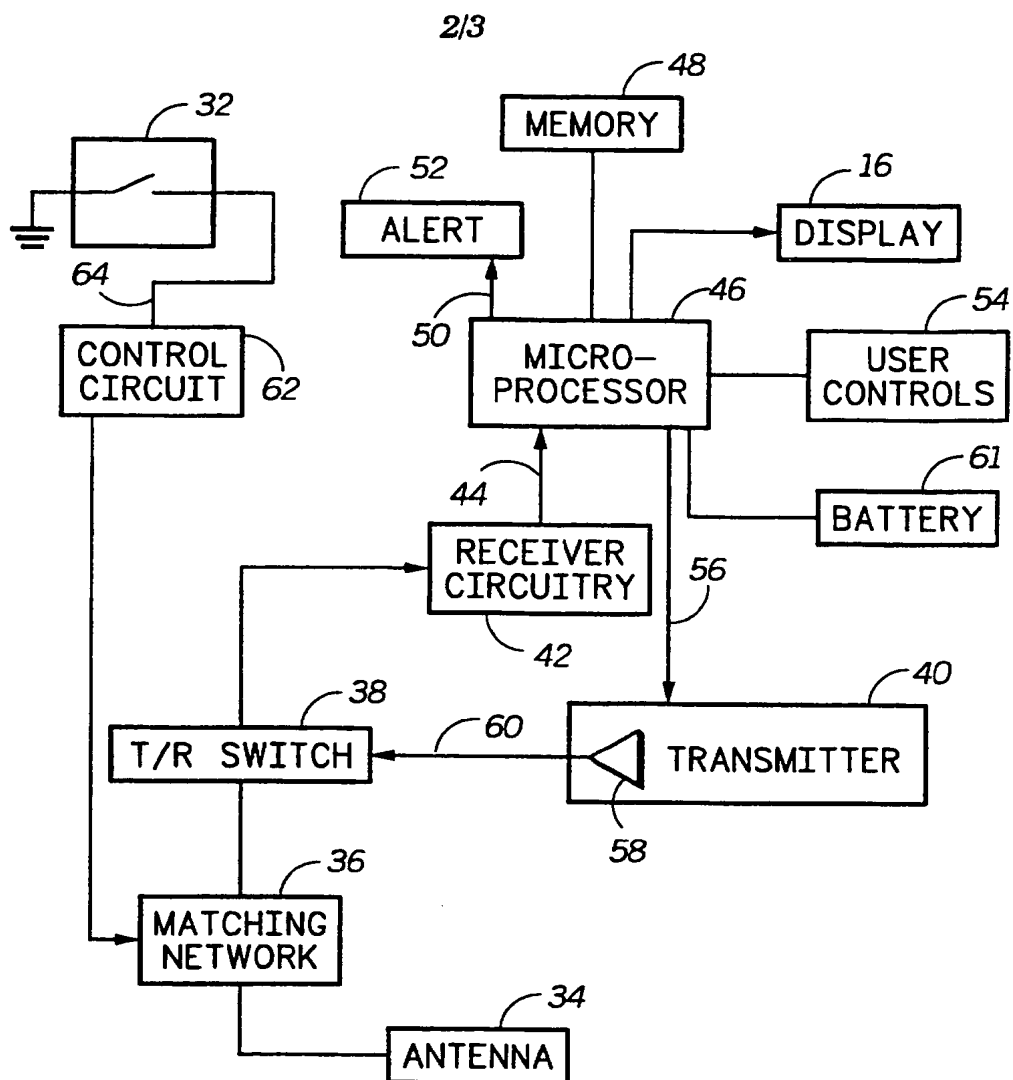 2/3
48
MEMORY
32
52
ALERT
16
DISPLAY
64
50
46
54
CONTROL
CIRCUIT
62
MICRO-
PROCESSOR
USER
CONTROLS
44
61
BATTERY
RECEIVER
CIRCUITRY
42
56
38
T/R SWITCH
60
40
TRANSMITTER
58
36
MATCHING
NETWORK
34
ANTENNA